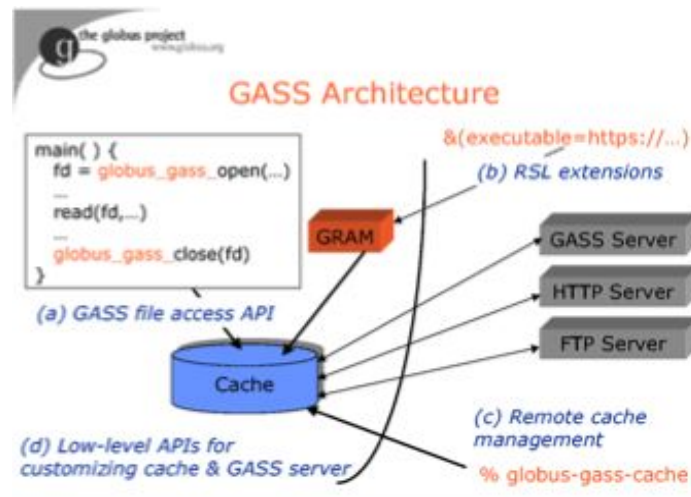 the globus project
www.globus.org
g
GASS Architecture
main( ) {
fd = globus_gass_open(...)
...
read(fd,...)
...
globus_gass_close(fd)
}
&(executable=https://...)
(b) RSL extensions
GRAM
GASS Server
HTTP Server
FTP Server
(a) GASS file access API
Cache
(c) Remote cache
management
(d) Low-level APIs for
customizing cache & GASS server
% globus-gass-cache